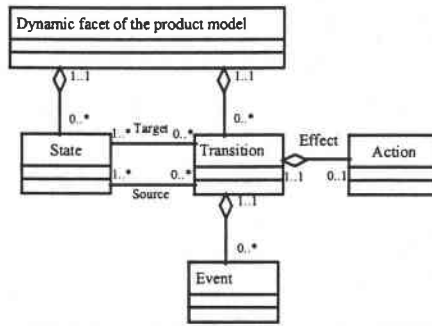 Dynamic facet of the product model
1..1 1..1
0..* 0..*
1..* Target 0..*
State Transition Effect Action
1..* Source 0..* 1..1 0..1
1..1
0..*
Event